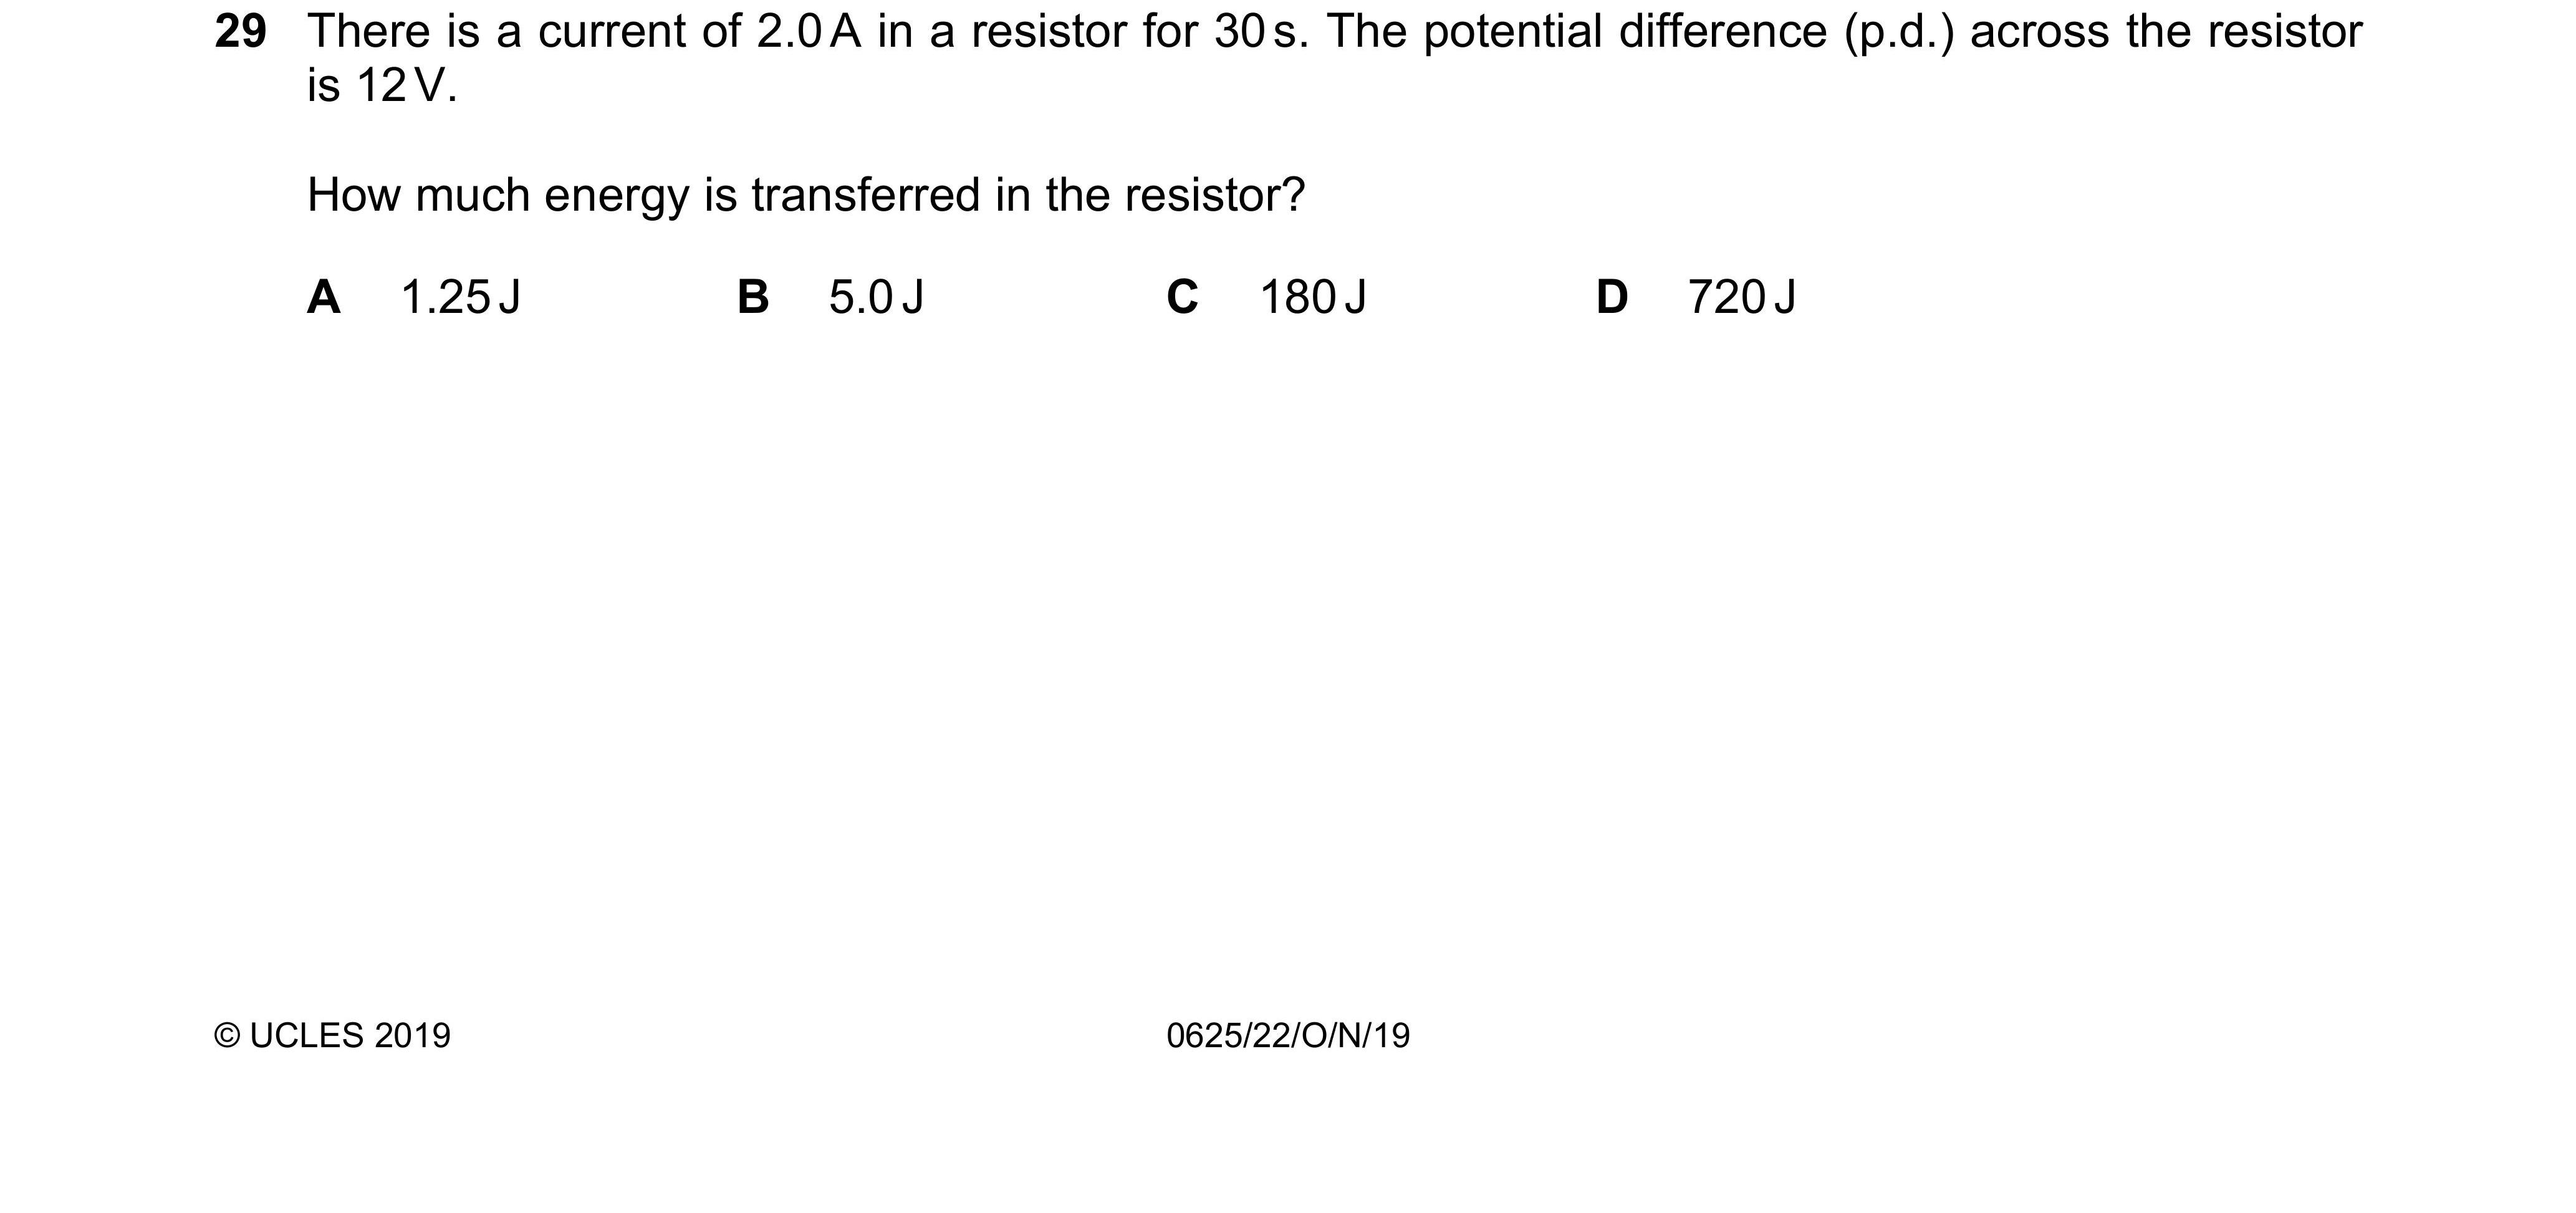 29 There is a current of 2.0 A in a resistor for 30 s. The potential difference (p.d.) across the resistor
is 12 V.
How much energy is transferred in the resistor?
A 1.25 J B 5.0 J C 180 J D 720 J
© UCLES 2019 0625/22/O/N/19